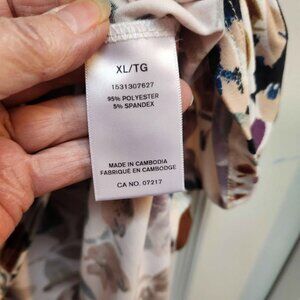 XL/TG
1531307627
95% POLYESTER
5% SPANDEX
MADE IN CAMBODIA
FABRIQUÉ EN CAMBODGE
CA NO. 07217